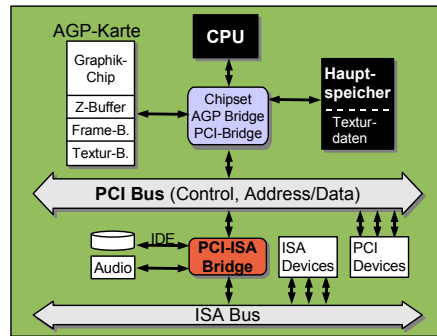 AGP-Karte
CPU
Graphik-
Chip
Z-Buffer
Frame-B.
Textur-B.
Chipset
AGP Bridge
PCI-Bridge
Haupt-
speicher
Textur-
daten
PCI Bus (Control, Address/Data)
IDE
Audio
PCI-ISA
Bridge
ISA
Devices
PCI
Devices
ISA Bus